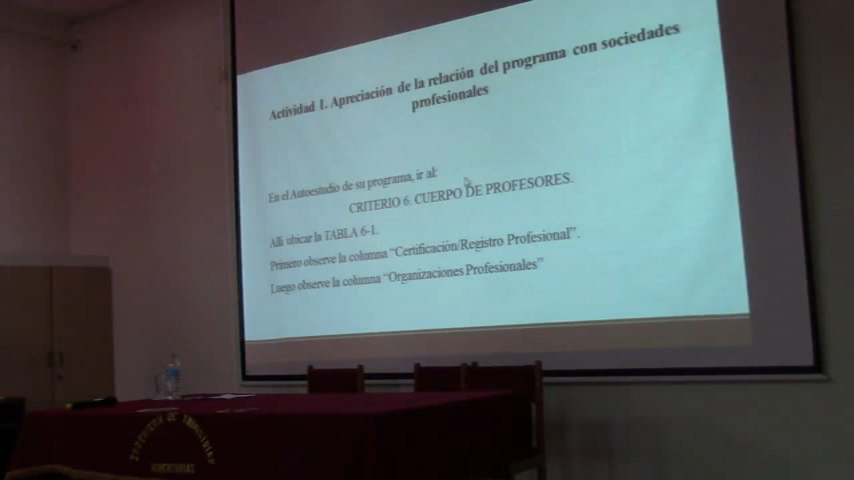 Actividad 1. Apreciación de la relación del programa con sociedades
profesionales
En el Autoestudio de su programa, ir al:
CRITERIO 6. CUERPO DE PROFESORES.
Allí ubicar la TABLA 6-1.
Primero observe la columna “Certificación/Registro Profesional”.
Luego observe la columna “Organizaciones Profesionales”